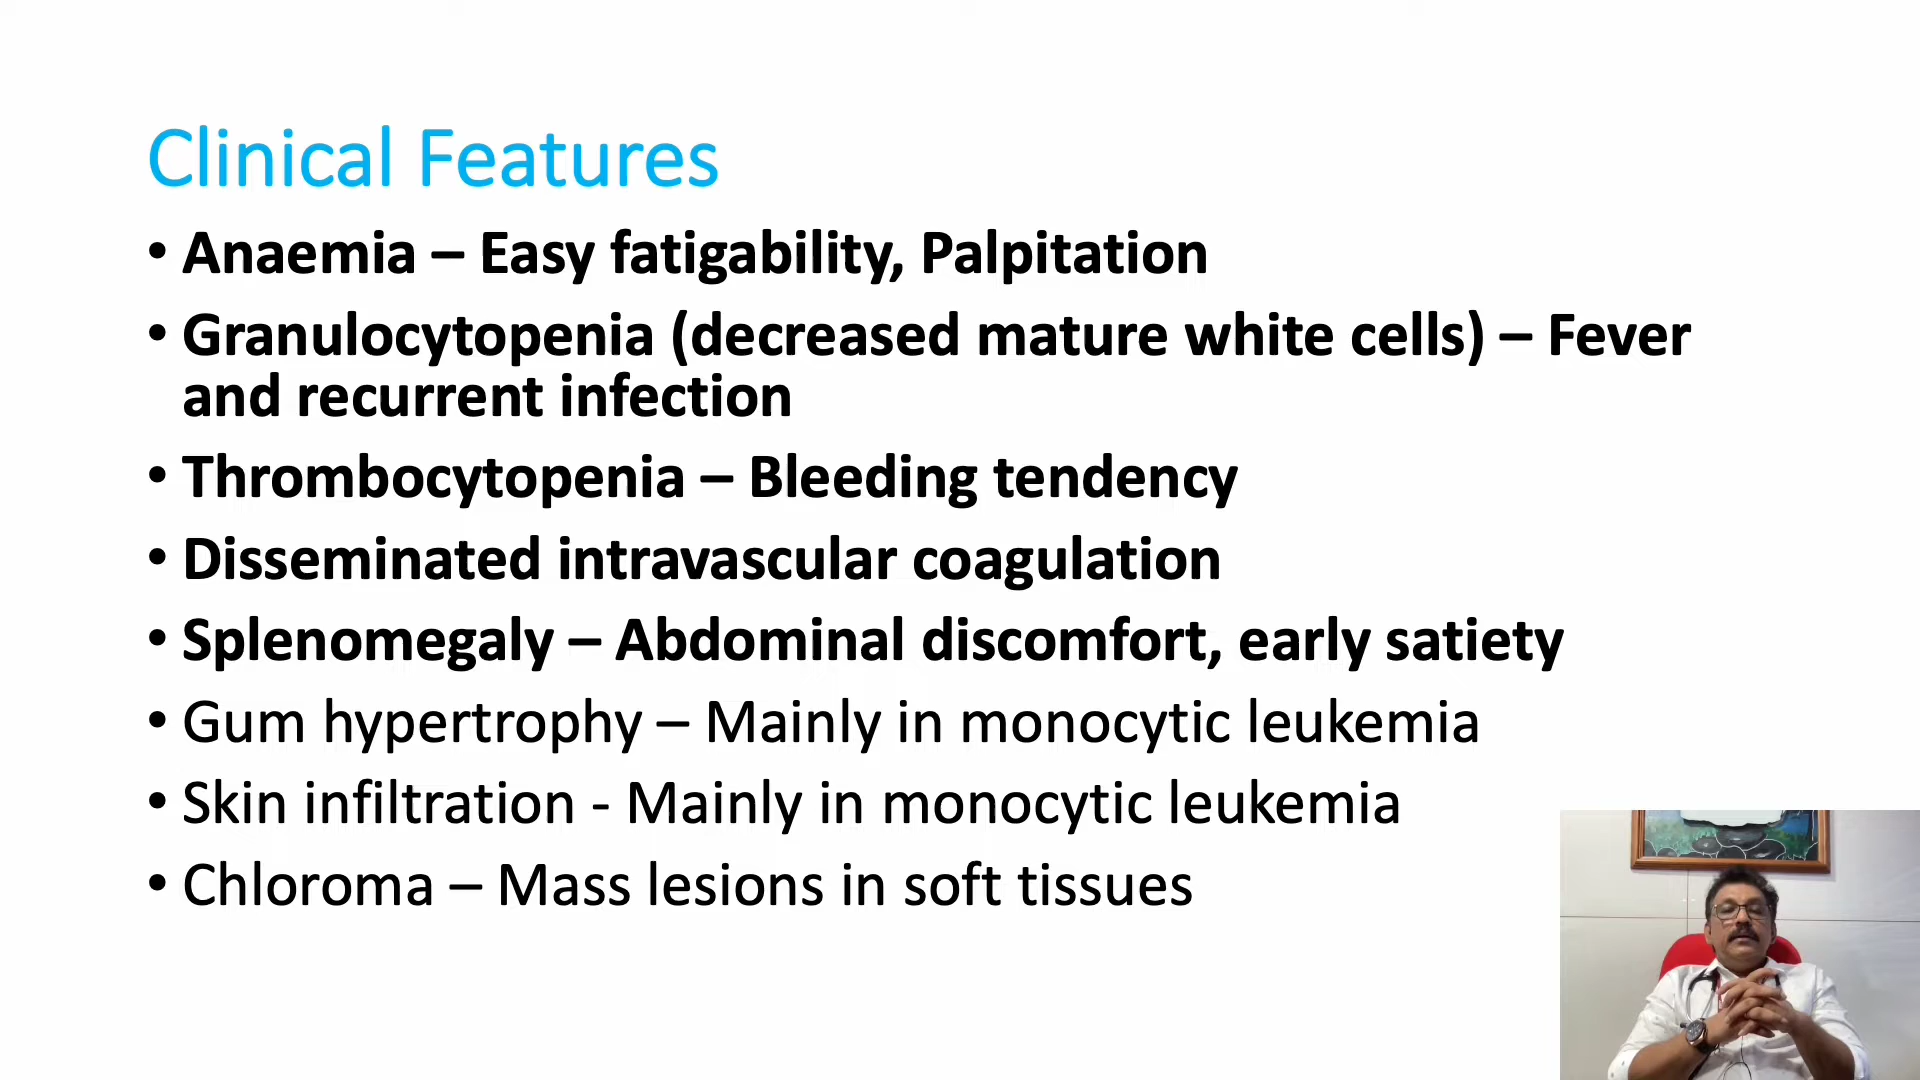 Clinical Features
• Anaemia – Easy fatigability, Palpitation
• Granulocytopenia (decreased mature white cells) – Fever
and recurrent infection
• Thrombocytopenia – Bleeding tendency
• Disseminated intravascular coagulation
• Splenomegaly – Abdominal discomfort, early satiety
• Gum hypertrophy – Mainly in monocytic leukemia
• Skin infiltration - Mainly in monocytic leukemia
• Chloroma – Mass lesions in soft tissues